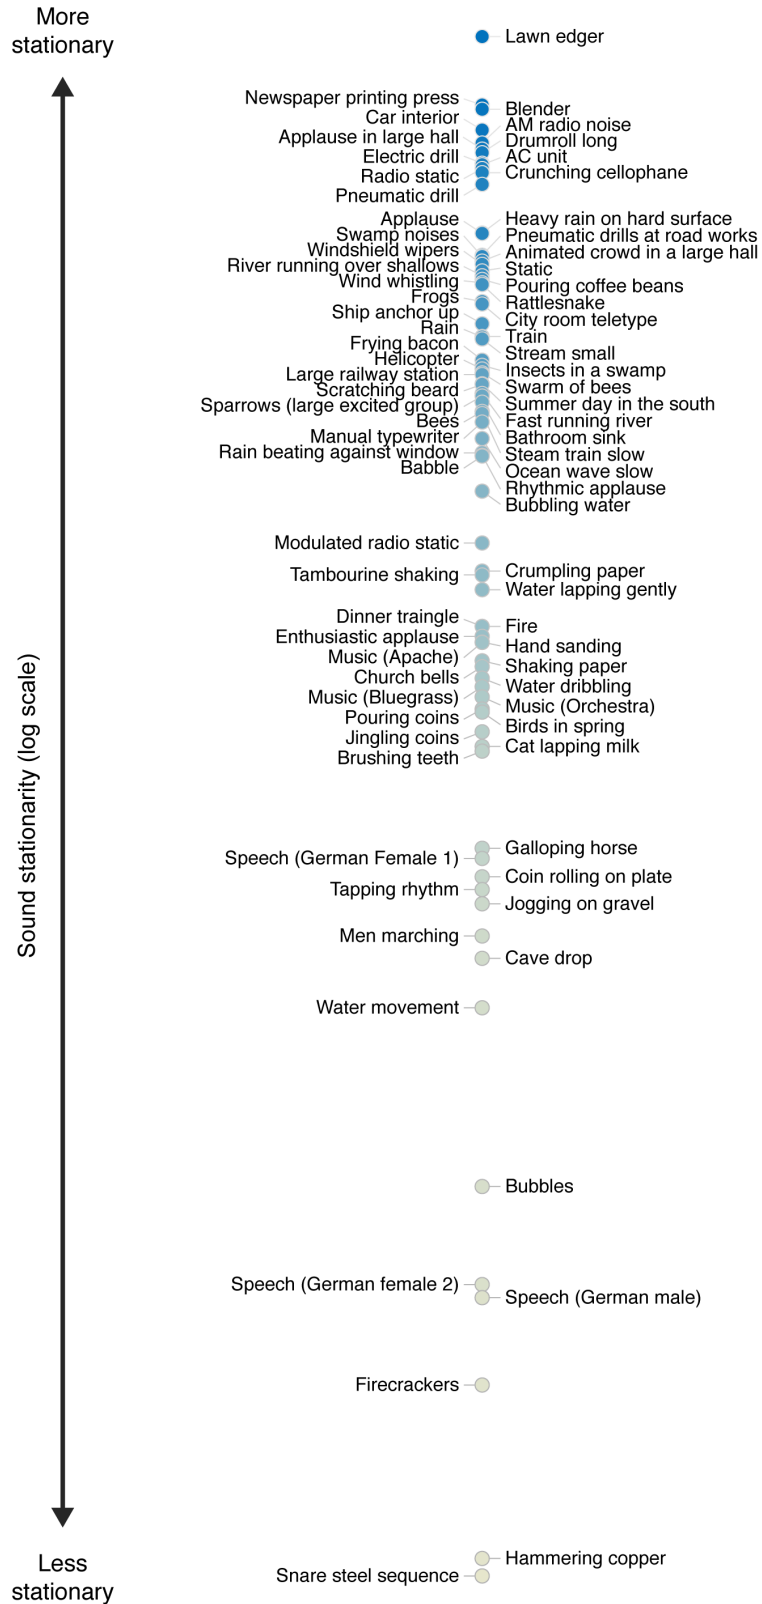 More
stationary
Lawn edger
Newspaper printing press
Blender
Car interior
AM radio noise
Applause in large hall
Drumroll long
Electric drill
AC unit
Radio static
Crunching cellophane
Pneumatic drill
Applause
Heavy rain on hard surface
Swamp noises
Pneumatic drills at road works
Windshield wipers
Animated crowd in a large hall
River running over shallows
Static
Wind whistling
Pouring coffee beans
Frogs
Rattlesnake
Ship anchor up
City room teletype
Rain
Train
Frying bacon
Stream small
Helicopter
Insects in a swamp
Large railway station
Swarm of bees
Scratching beard
Summer day in the south
Sparrows (large excited group)
Fast running river
Bees
Bathroom sink
Manual typewriter
Steam train slow
Rain beating against window
Ocean wave slow
Babble
Rhythmic applause
Bubbling water
Modulated radio static
Crumpling paper
Tambourine shaking
Water lapping gently
Dinner traingle
Fire
Enthusiastic applause
Hand sanding
Music (Apache)
Shaking paper
Church bells
Water dribbling
Music (Bluegrass)
Music (Orchestra)
Pouring coins
Birds in spring
Jingling coins
Cat lapping milk
Brushing teeth
Sound stationarity (log scale)
Galloping horse
Speech (German Female 1)
Coin rolling on plate
Tapping rhythm
Jogging on gravel
Men marching
Cave drop
Water movement
Bubbles
Speech (German female 2)
Speech (German male)
Firecrackers
Hammering copper
Snare steel sequence
Less
stationary